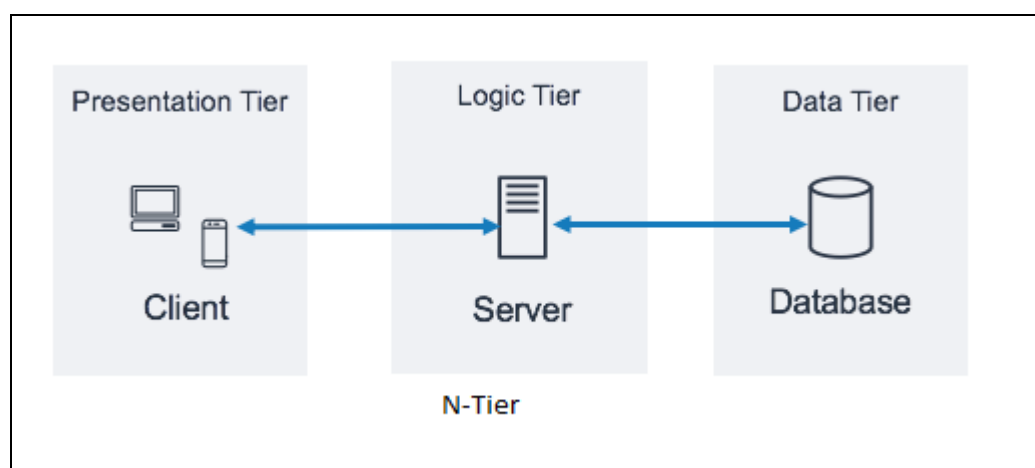 Presentation Tier
Logic Tier
Data Tier
Client
Server
Database
N-Tier